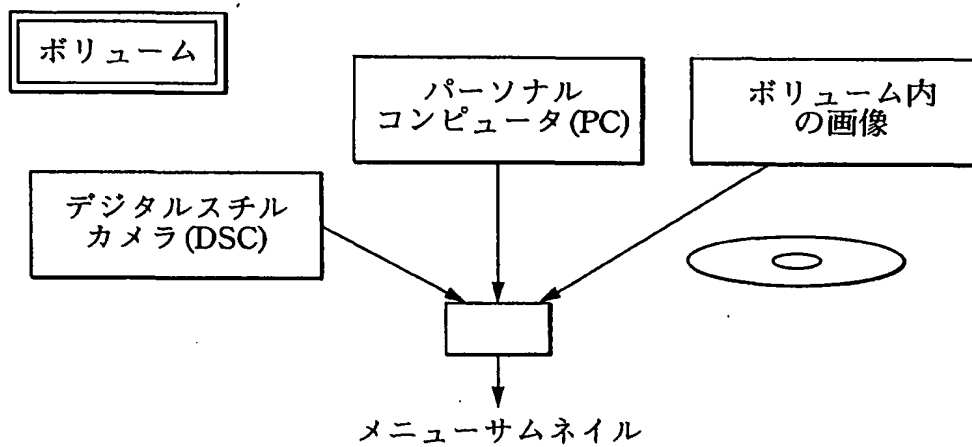 ボリューム
パーソナル
コンピュータ(PC)
ボリューム内
の画像
デジタルスチル
カメラ(DSC)
メニューサムネイル